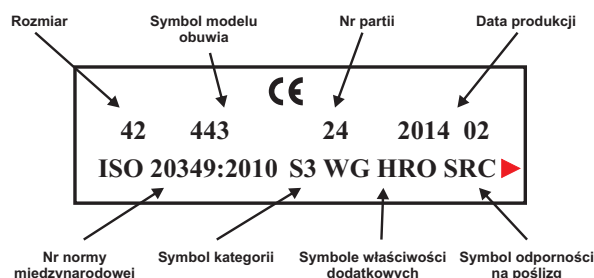 Rozmiar
Symbol modelu
obuwia
Nr partii
Data produkcji
CE
42 443 24 2014 02
ISO 20349:2010 S3 WG HRO SRC
Nr normy
międzynarodowej
Symbol kategorii
Symbole właściwości
dodatkowych
Symbol odporności
na poślizg